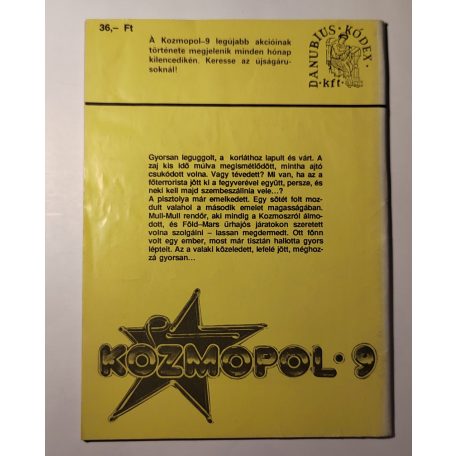 36,– Ft
A Kozmopol–9 legújabb akcióinak
története megjelenik minden hónap
kilencedikén. Keresse az újságáru-
soknál!
DANUBIUS · KÓDEX ·
· kft ·
Gyorsan leguggolt, a korláthoz lapult és várt. A
zaj kis idő múlva megismétlődött, mintha ajtó
csukódott volna. Vagy tévedett? Mi van, ha az a
főterrorista jött ki a fegyverével együtt, persze, és
neki kell majd szembeszállnia vele...?
A pisztolya már emelkedett. Egy sötét folt moz-
dult valahol a második emelet magasságában.
Mull-Mull rendőr, aki mindig a Kozmoszról álmo-
dott, és Föld–Mars űrhajós járatokon szeretett
volna szolgálni – lassan megdermedt. Ott fönn
volt egy ember, most már tisztán hallotta gyors
lépteit. Az a valaki közeledett, lefelé jött, méghoz-
zá gyorsan...
KOZMOPOL · 9